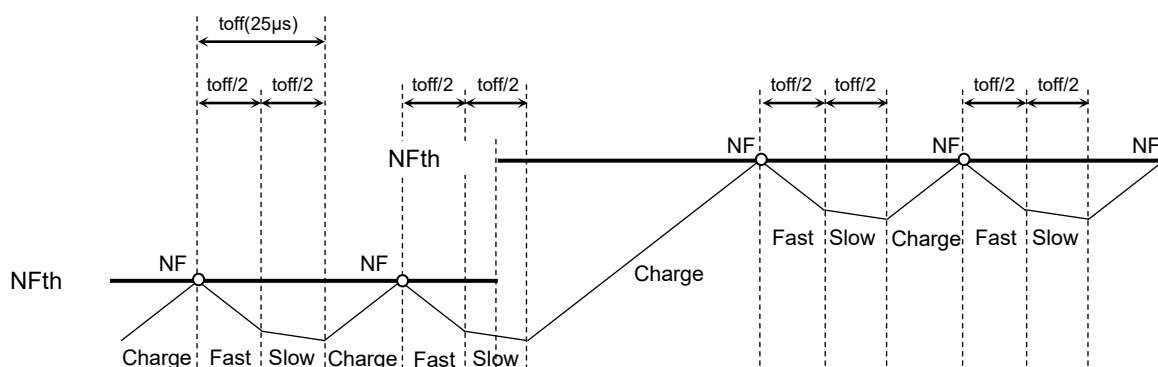 toff(25μs)
toff/2 toff/2 toff/2 toff/2 toff/2 toff/2 toff/2 toff/2
NFth NF NF NF
Fast Slow Charge Fast Slow
NFth NF NF Charge
Charge Fast Slow Charge Fast Slow